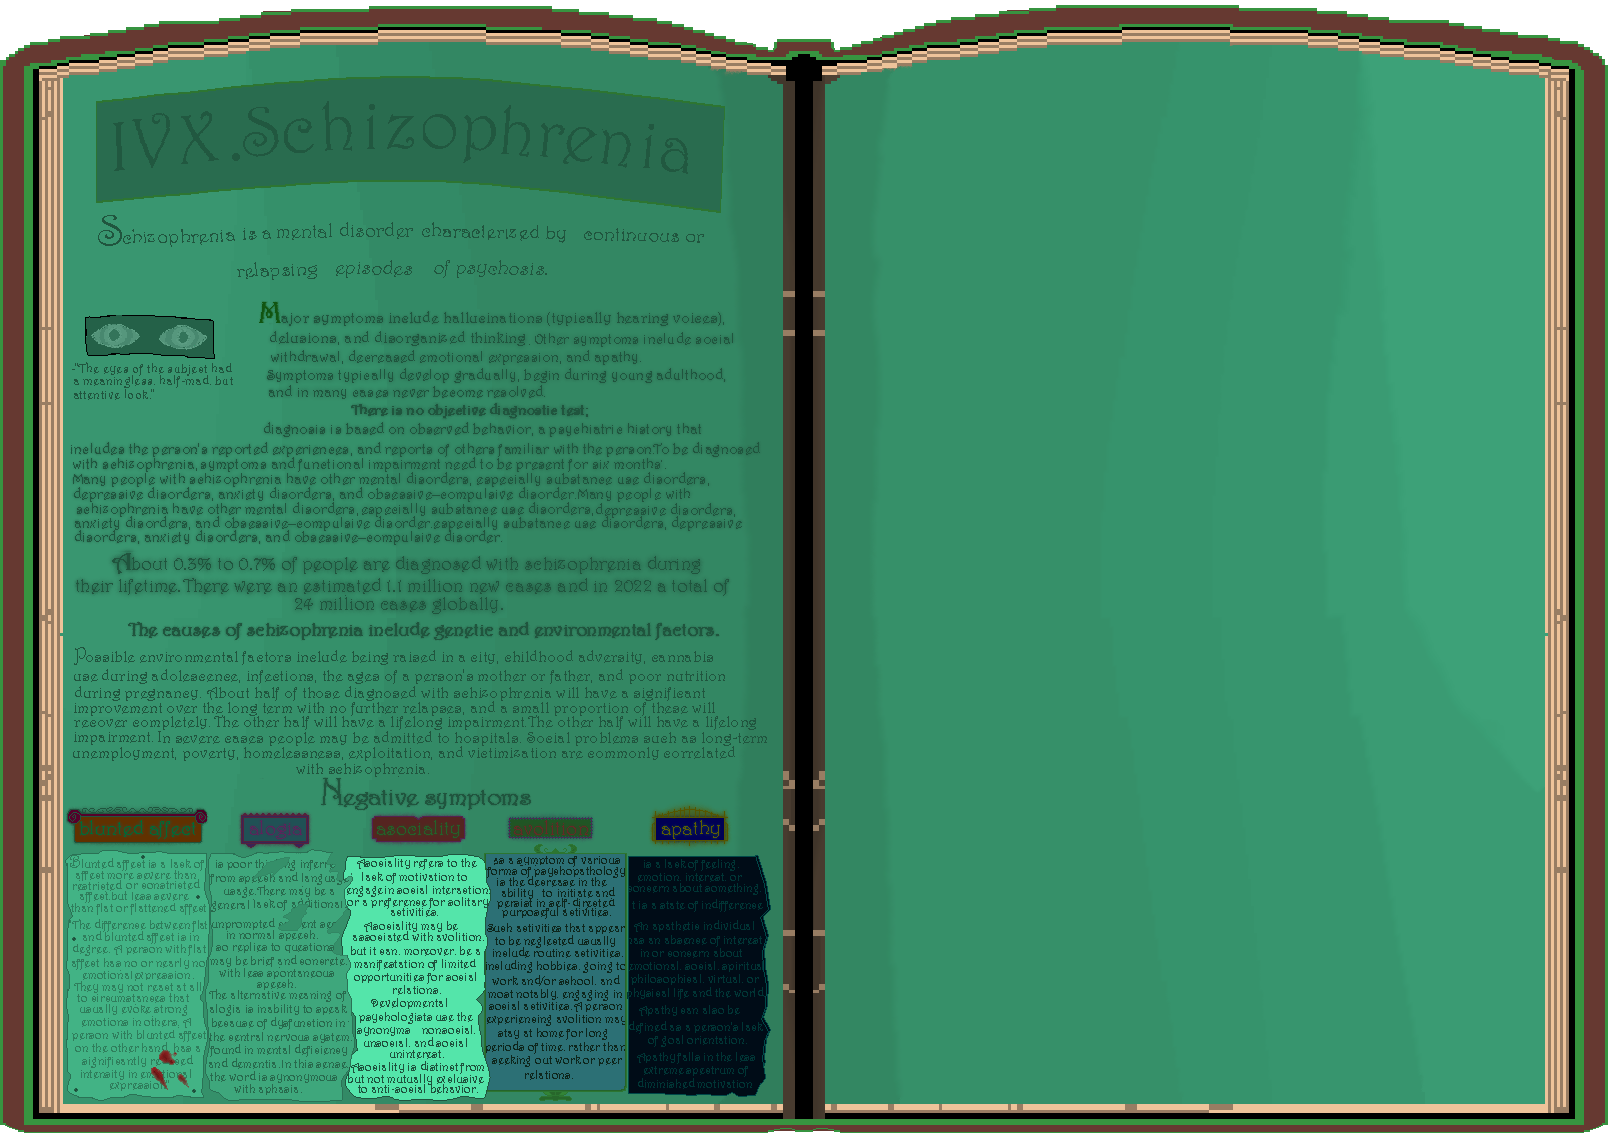 IVX.Schizophrenia
Schizophrenia is a mental disorder characterized by continuous or
relapsing episodes of psychosis.
Major symptoms include hallucinations (typically hearing voices),
delusions, and disorganized thinking. Other symptoms include social
withdrawal, decreased emotional expression, and apathy.
Symptoms typically develop gradually, begin during young adulthood,
and in many cases never become resolved.
There is no objective diagnostic test;
diagnosis is based on observed behavior, a psychiatric history that
-"The eyes of the subject had
a meaningless, half-mad, but
attentive look."
includes the person's reported experiences, and reports of others familiar with the person.To be diagnosed
with schizophrenia, symptoms and functional impairment need to be present for six months.
Many people with schizophrenia have other mental disorders, especially substance use disorders,
depressive disorders, anxiety disorders, and obsessive–compulsive disorder.Many people with
schizophrenia have other mental disorders, especially substance use disorders,depressive disorders,
anxiety disorders, and obsessive–compulsive disorder.especially substance use disorders, depressive
disorders, anxiety disorders, and obsessive–compulsive disorder.
About 0.3% to 0.7% of people are diagnosed with schizophrenia during
their lifetime.There were an estimated 1.1 million new cases and in 2022 a total of
24 million cases globally.
The causes of schizophrenia include genetic and environmental factors.
Possible environmental factors include being raised in a city, childhood adversity, cannabis
use during adolescence, infections, the ages of a person's mother or father, and poor nutrition
during pregnancy. About half of those diagnosed with schizophrenia will have a significant
improvement over the long term with no further relapses, and a small proportion of these will
recover completely. The other half will have a lifelong impairment.The other half will have a lifelong
impairment. In severe cases people may be admitted to hospitals. Social problems such as long-term
unemployment, poverty, homelessness, exploitation, and victimization are commonly correlated
with schizophrenia.
Negative symptoms
blunted affect
Blunted affect is a lack of
affect more severe than
restricted or constricted
affect,but less severe
than flat or flattened affect
The difference between flat
and blunted affect is in
degree. A person with flat
affect has no or nearly no
emotional expression.
They may not react at all
to circumstances that
usually evoke strong
emotions in others. A
person with blunted affect
on the other hand, has a
significantly reduced
intensity in emotional
expression
alogia
is poor thinking inferre
from speech and language
usage.There may be a
general lack of additional
unprompted content
in normal speech.
so replies to questions
may be brief and concrete
with less spontaneous
speech.
The alternative meaning of
alogia is inability to speak
because of dysfunction in
the central nervous system
found in mental deficiency
and dementia. In this sense
the word is synonymous
with aphasia.
asociality
Asociality refers to the
lack of motivation to
engage in social interaction
or a preference for solitary
activities.
Asociality may be
associated with avolition,
but it can, moreover, be a
manifestation of limited
opportunities for social
relations.
Developmental
psychologists use the
synonyms nonsocial,
unsocial, and social
uninterest.
Asociality is distinct from
but not mutually exclusive
to anti-social behavior.
avolition
as a symptom of various
forms of psychopathology
is the decrease in the
ability to initiate and
persist in self-directed
purposeful activities.
Such activities that appear
to be neglected usually
include routine activities,
including hobbies, going to
work and/or school, and
most notably, engaging in
social activities.A person
experiencing avolition may
stay at home for long
periods of time, rather than
seeking out work or peer
relations.
apathy
is a lack of feeling,
emotion, interest, or
concern about something.
t is a state of indifference
An apathetic individual
has an absence of interest
in or concern about
emotional, social, spiritual
philosophical, virtual, or
physical life and the world.
Apathy can also be
defined as a person's lack
of goal orientation.
Apathy falls in the less
extreme spectrum of
diminished motivation